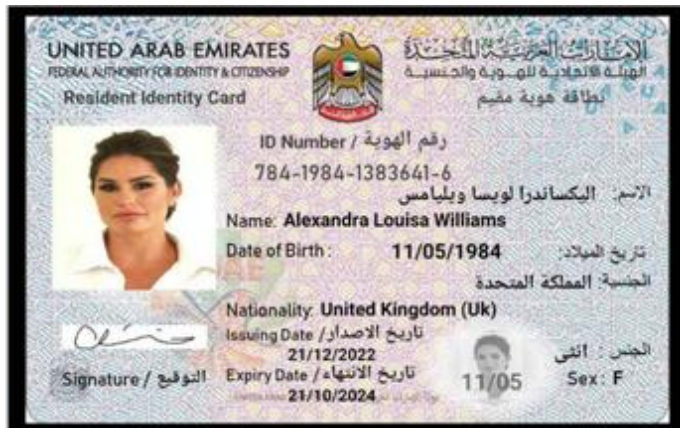 UNITED ARAB EMIRATES
الإمارات العربية المتحدة
FEDERAL AUTHORITY FOR IDENTITY & CITIZENSHIP
الهيئة الاتحادية للهوية والجنسية
Resident Identity Card
بطاقة هوية مقيم
ID Number / رقم الهوية
784-1984-1383641-6
الاسم: اليكساندرا لويسا ويليامس
Name: Alexandra Louisa Williams
Date of Birth: 11/05/1984 تاريخ الميلاد:
الجنسية: المملكة المتحدة
Nationality: United Kingdom (Uk)
Issuing Date / تاريخ الاصدار
21/12/2022
الجنس: انثى
Signature / التوقيع
Expiry Date / تاريخ الانتهاء
21/10/2024
11/05
Sex: F